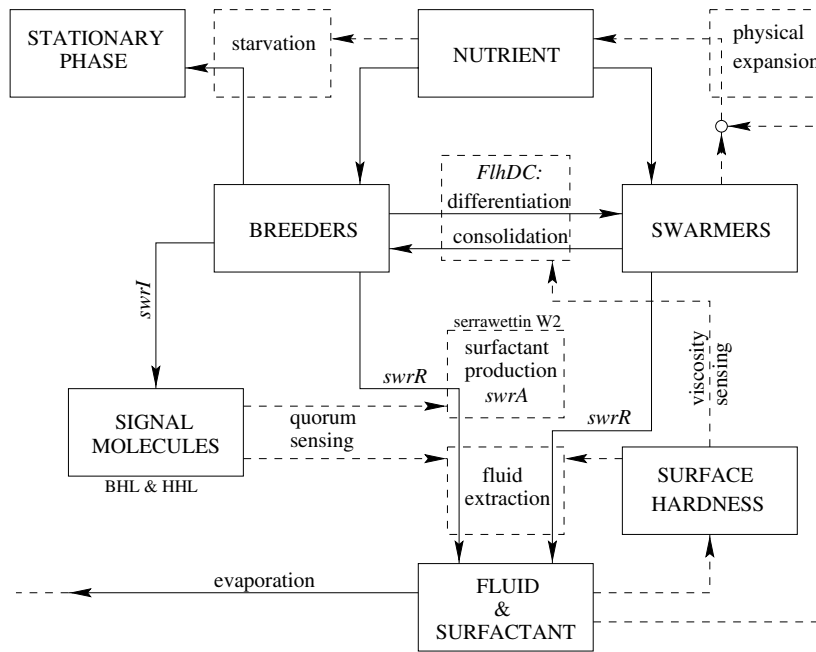 STATIONARY
PHASE
starvation
NUTRIENT
physical
expansion
FlhDC:
differentiation
consolidation
BREEDERS
SWARMERS
swrI
serrawettin W2
surfactant
production
swrA
swrR
swrR
viscosity
sensing
SIGNAL
MOLECULES
BHL & HHL
quorum
sensing
fluid
extraction
SURFACE
HARDNESS
evaporation
FLUID
&
SURFACTANT